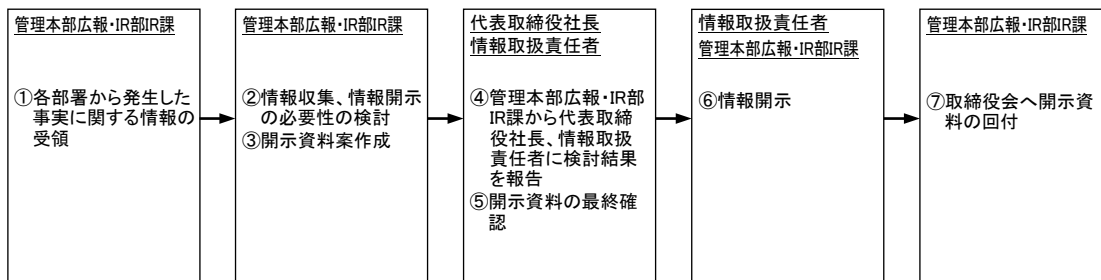 管理本部広報・IR部IR課
①各部署から発生した
事実に関する情報の
受領
管理本部広報・IR部IR課
②情報収集、情報開示
の必要性の検討
③開示資料案作成
代表取締役社長
情報取扱責任者
④管理本部広報・IR部
IR課から代表取締
役社長、情報取扱
責任者に検討結果
を報告
⑤開示資料の最終確
認
情報取扱責任者
管理本部広報・IR部IR課
⑥情報開示
管理本部広報・IR部IR課
⑦取締役会へ開示資
料の回付